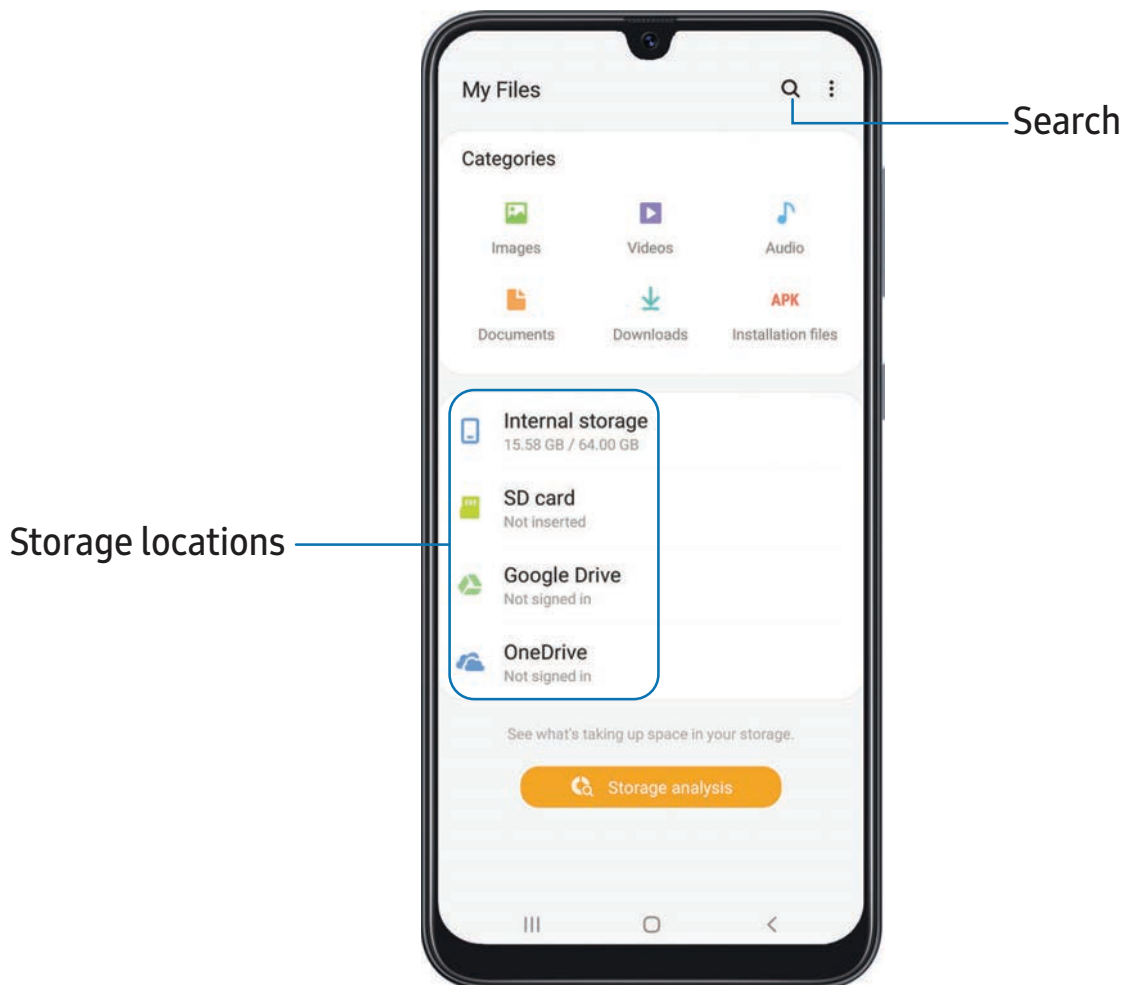 My Files
Search
Categories
Images Videos Audio
APK
Documents Downloads Installation files
Internal storage
15.58 GB / 64.00 GB
SD card
Not inserted
Storage locations
Google Drive
Not signed in
OneDrive
Not signed in
See what's taking up space in your storage.
Storage analysis